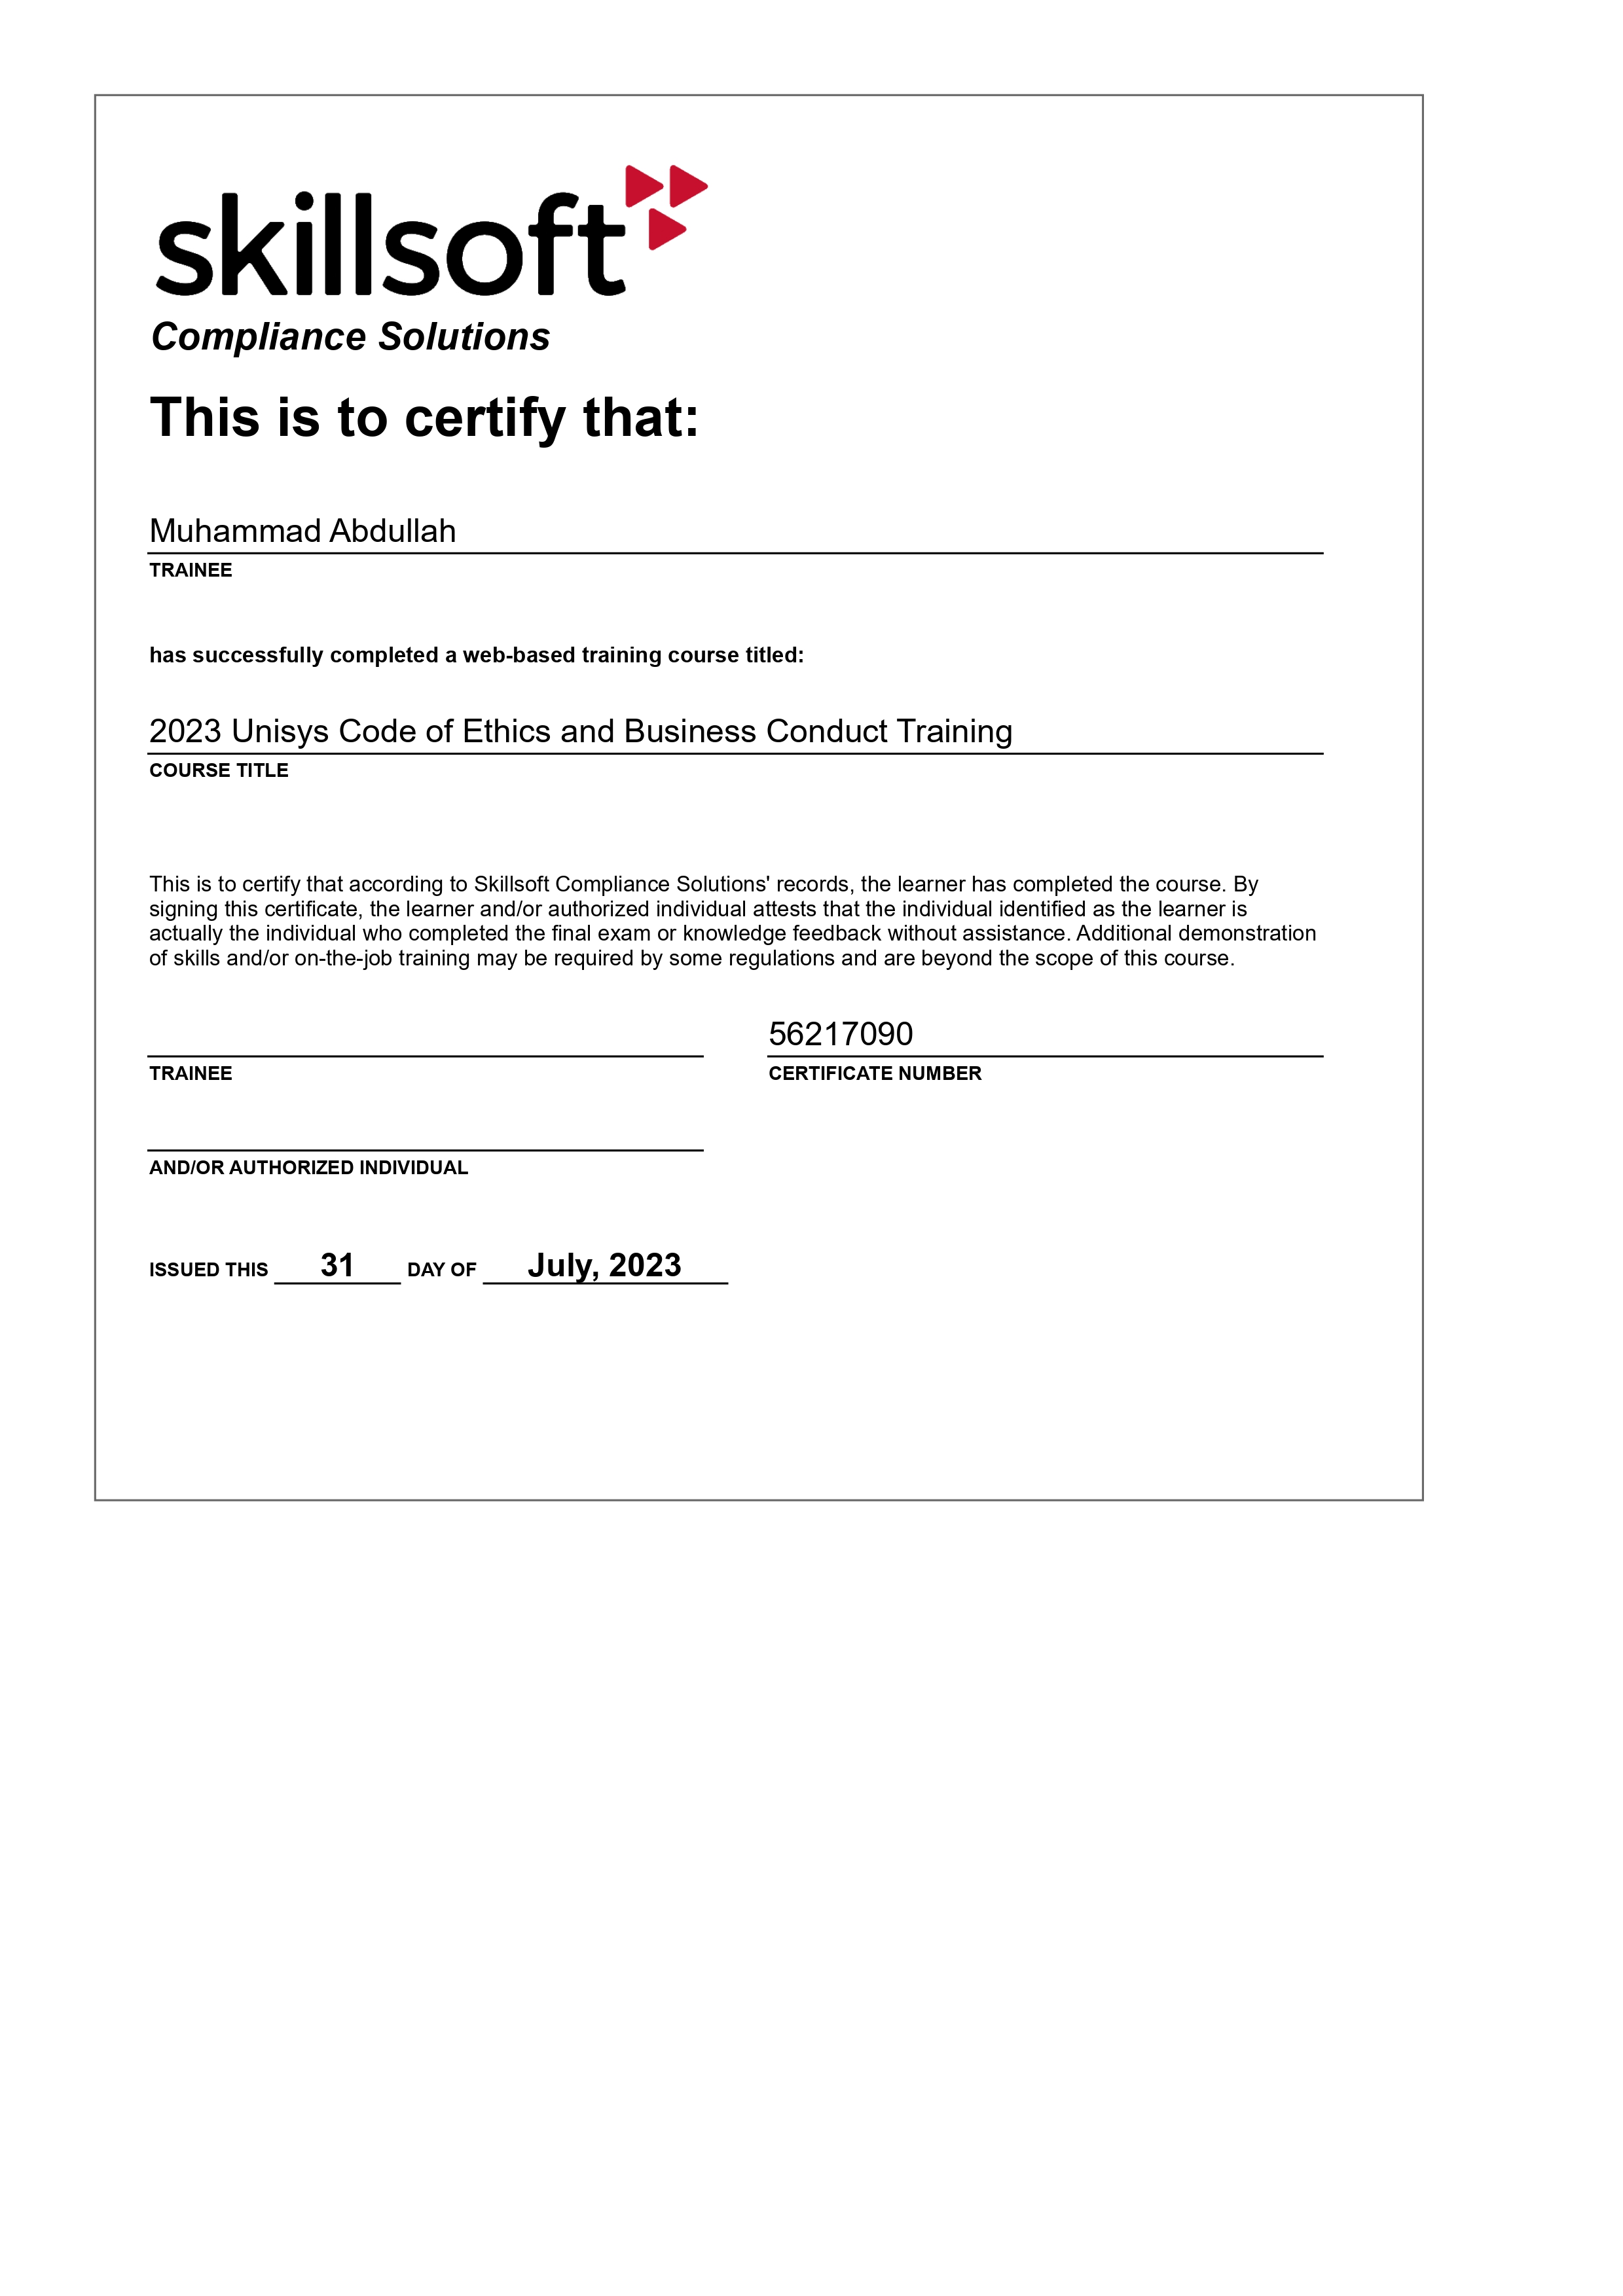 skillsoft
Compliance Solutions
This is to certify that:
Muhammad Abdullah
TRAINEE
has successfully completed a web-based training course titled:
2023 Unisys Code of Ethics and Business Conduct Training
COURSE TITLE
This is to certify that according to Skillsoft Compliance Solutions' records, the learner has completed the course. By
signing this certificate, the learner and/or authorized individual attests that the individual identified as the learner is
actually the individual who completed the final exam or knowledge feedback without assistance. Additional demonstration
of skills and/or on-the-job training may be required by some regulations and are beyond the scope of this course.
56217090
TRAINEE CERTIFICATE NUMBER
AND/OR AUTHORIZED INDIVIDUAL
ISSUED THIS 31 DAY OF July, 2023